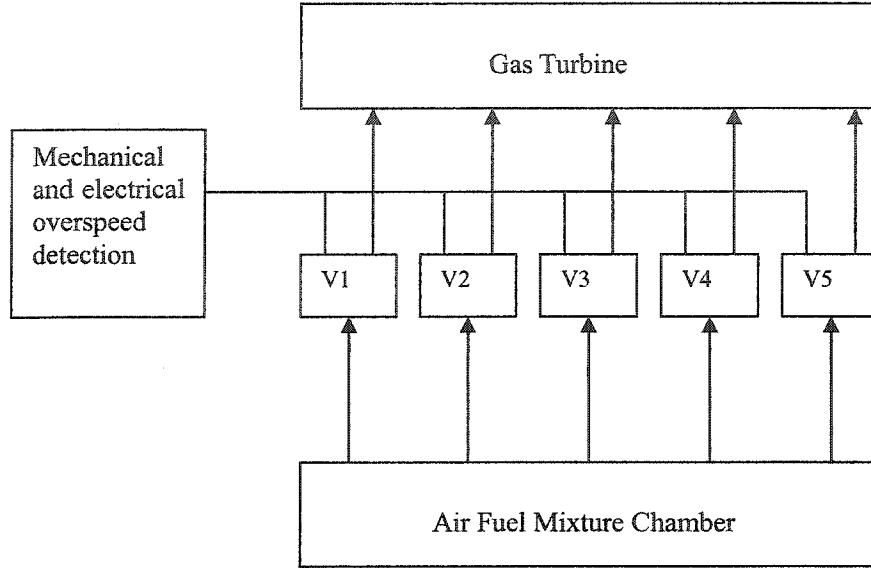 Gas Turbine
Mechanical
and electrical
overspeed
detection
V1
V2
V3
V4
V5
Air Fuel Mixture Chamber